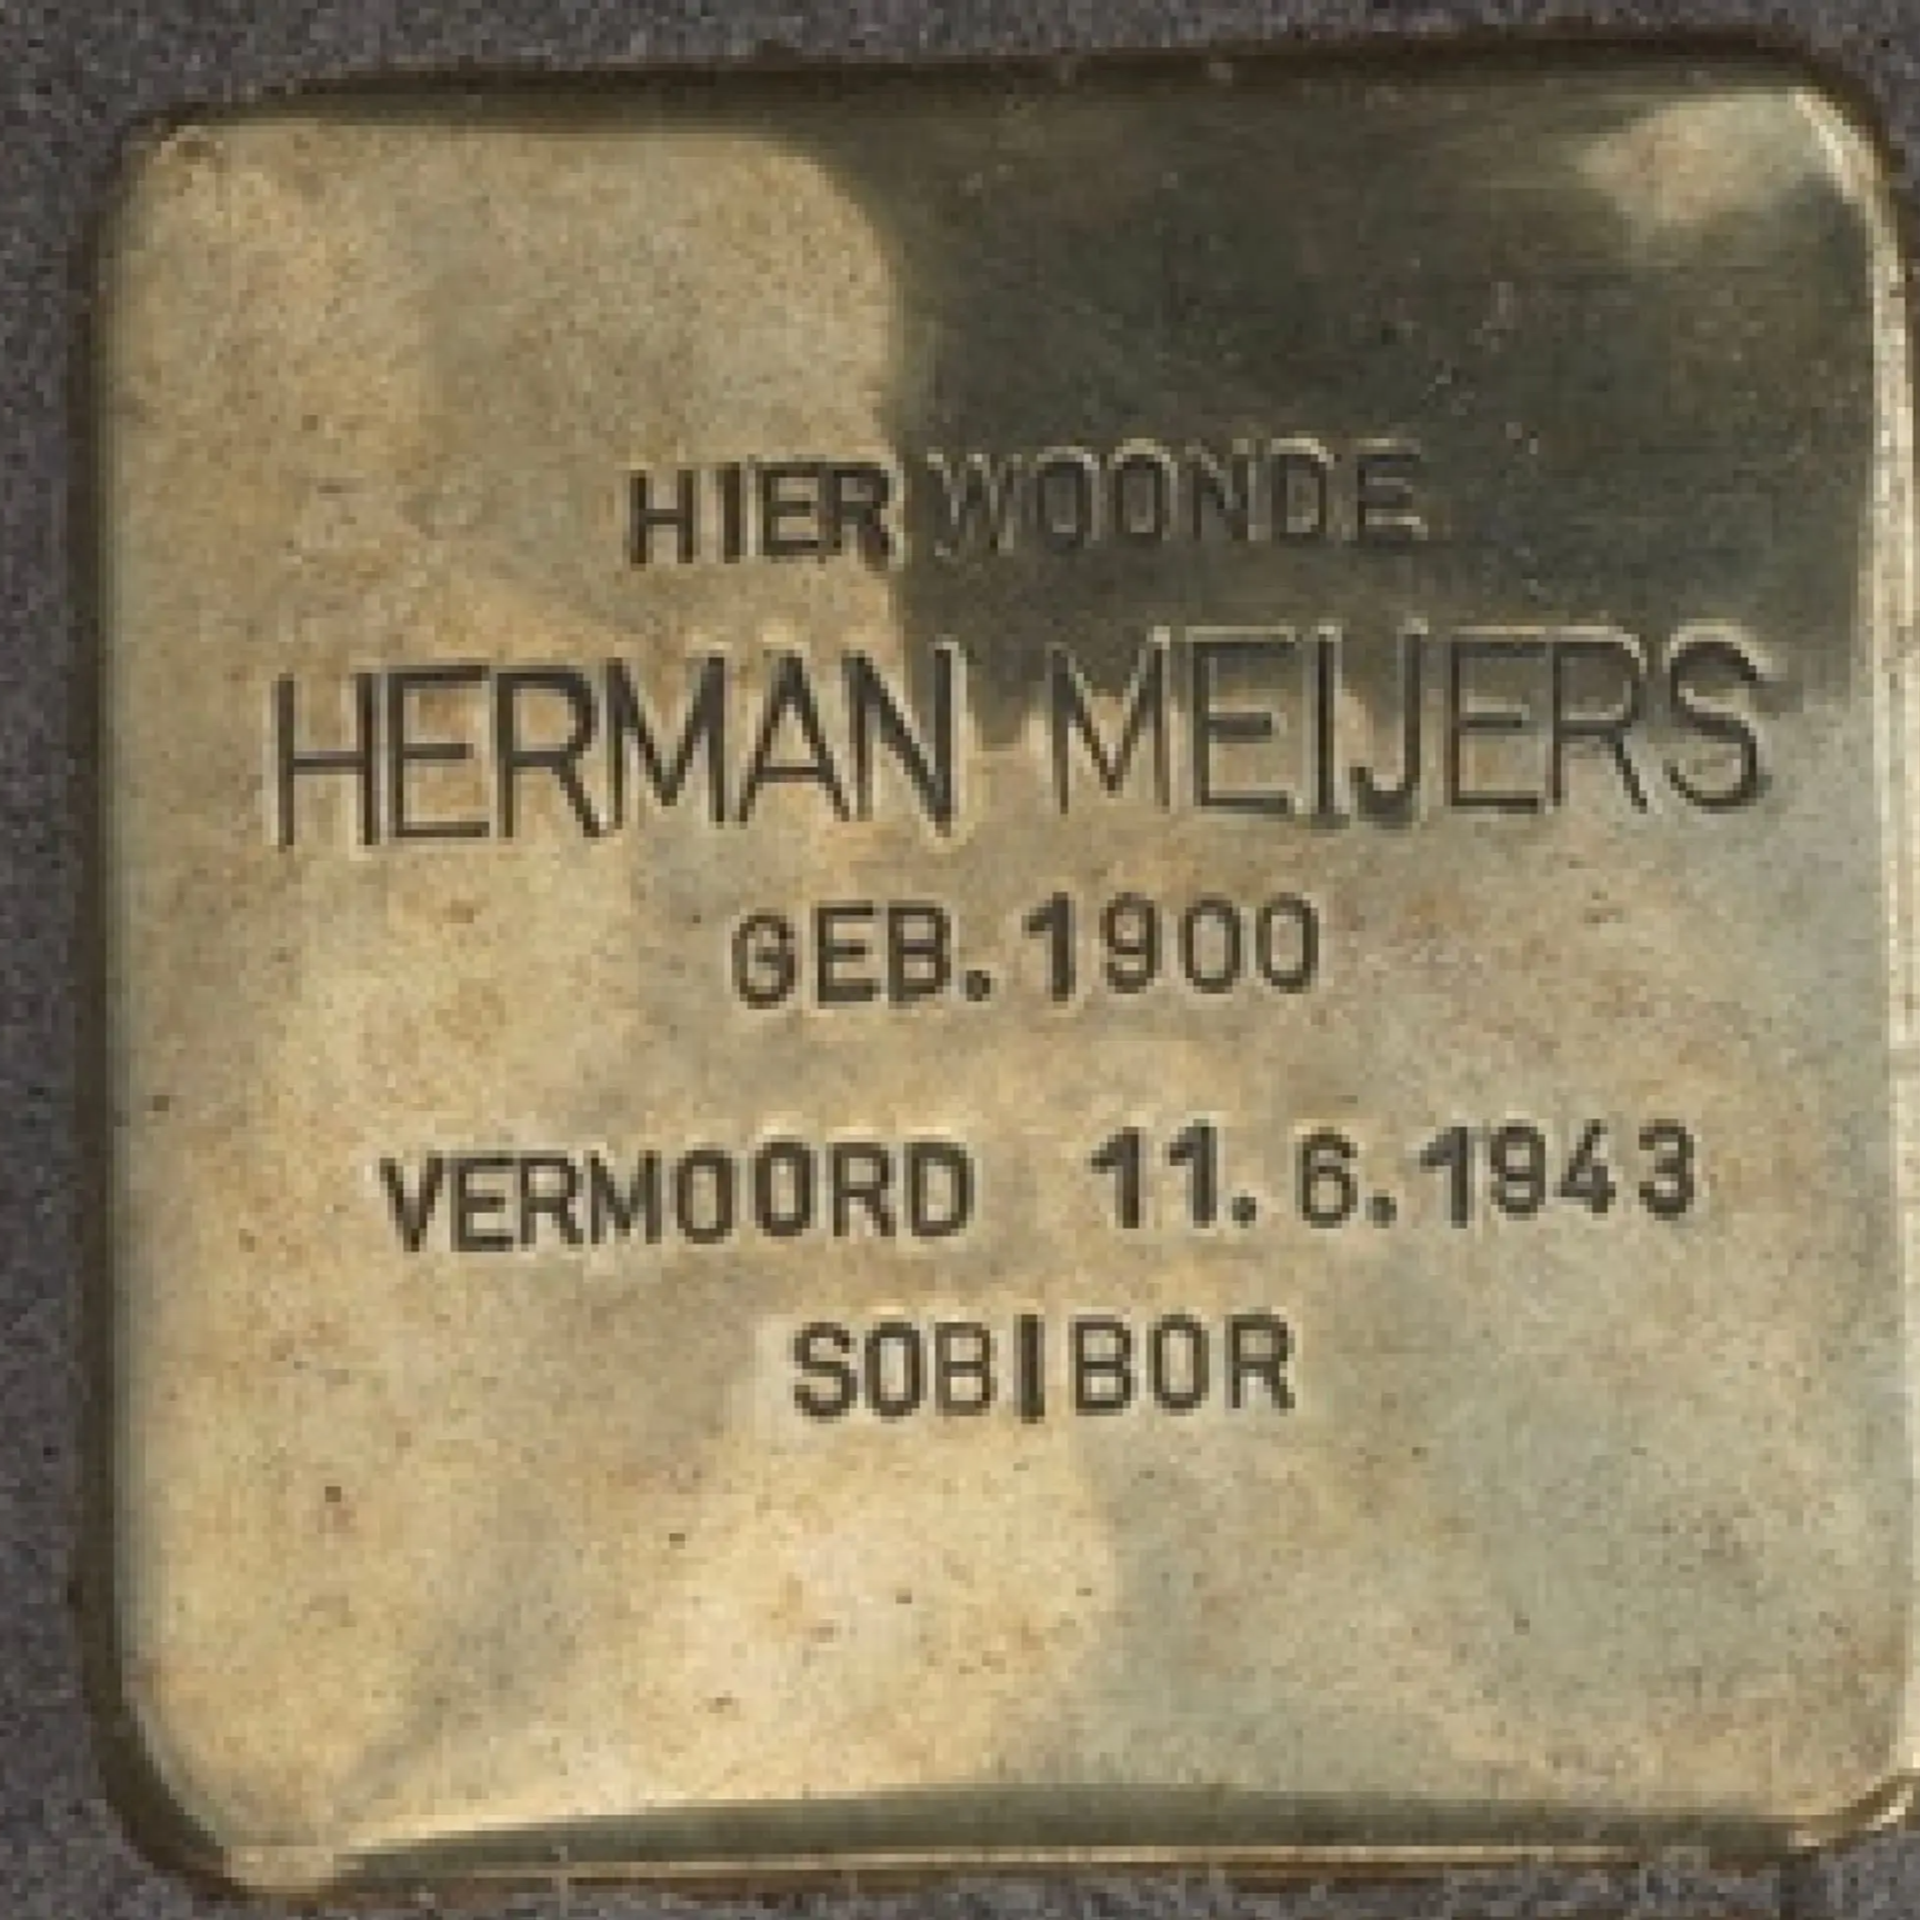 HIER WOONDE
HERMAN MEIJERS
GEB. 1900
VERMOORD 11.6.1943
SOBIBOR